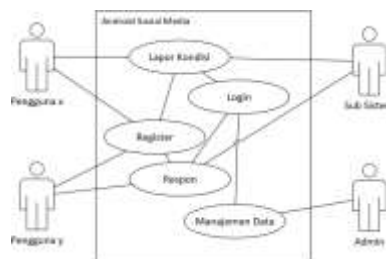 Android Sosial Media
Lapor Kondisi
Login
Pengguna x
Sub Sistem
Register
Respon
Manajemen Data
Pengguna y
Admin